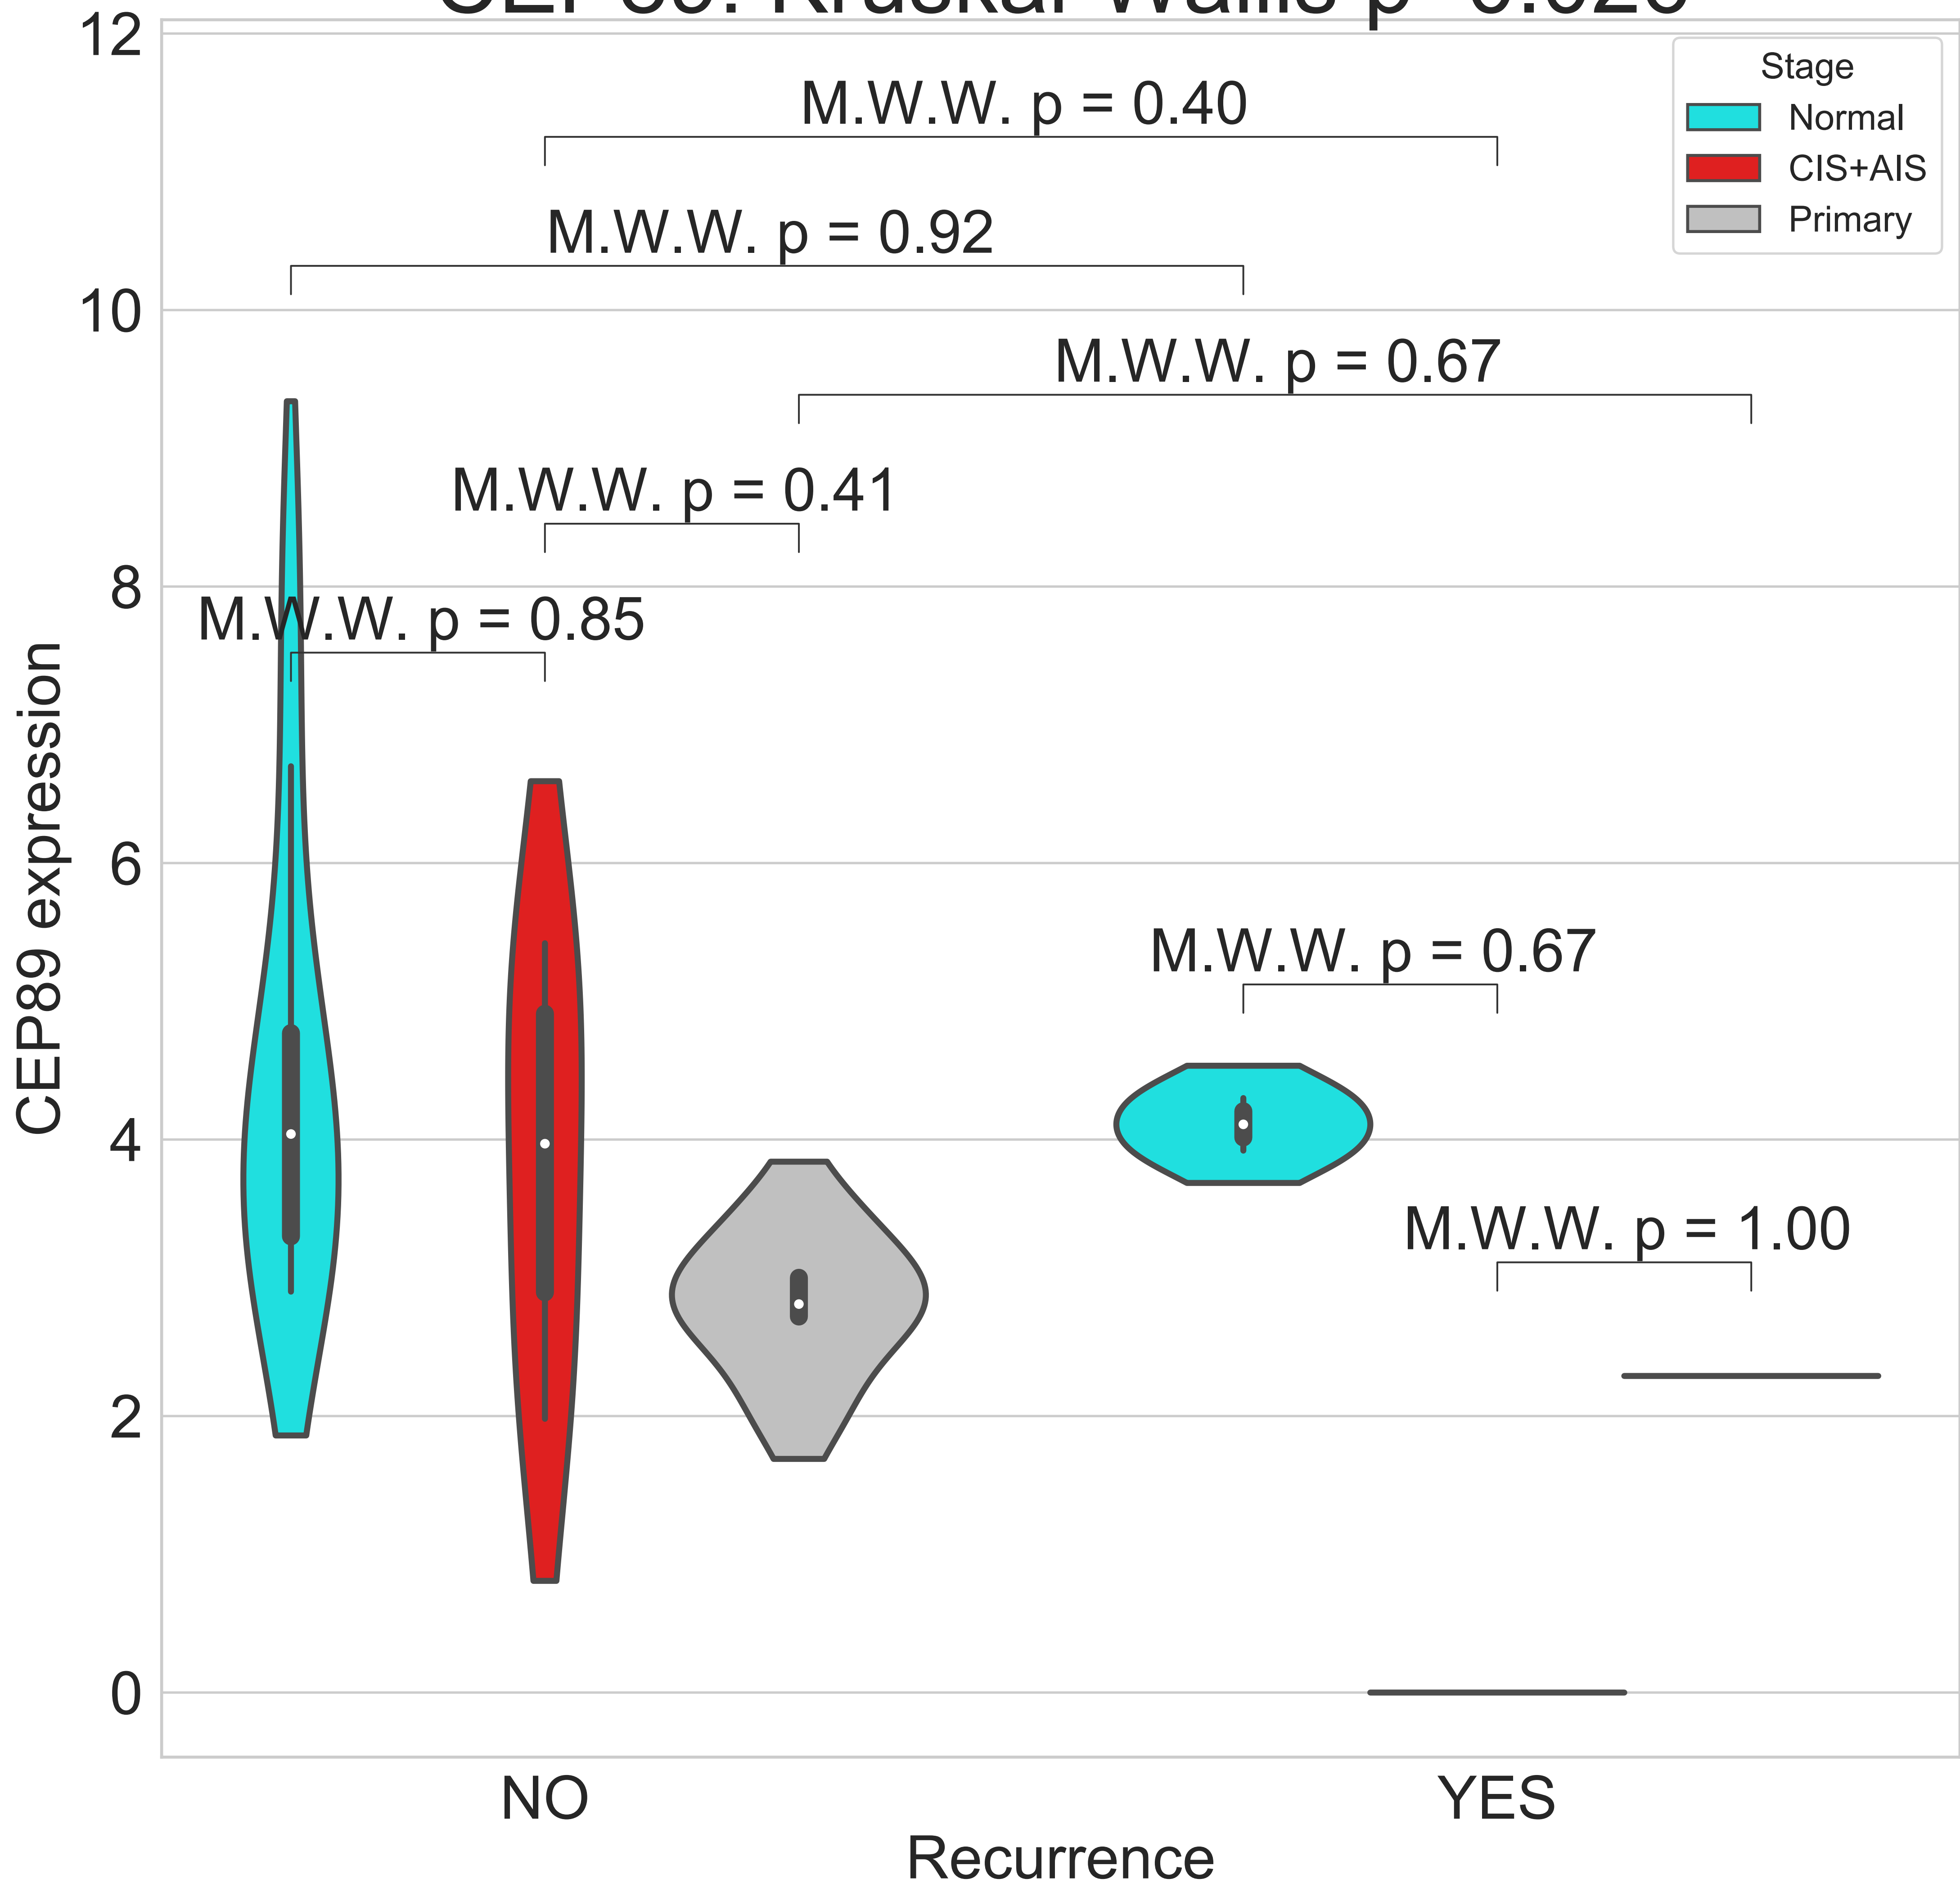 12
Stage
Normal
CIS+AIS
Primary
M.W.W. p = 0.40
M.W.W. p = 0.92
10
M.W.W. p = 0.67
M.W.W. p = 0.41
8
M.W.W. p = 0.85
6
M.W.W. p = 0.67
4
M.W.W. p = 1.00
2
0
CEP89 expression
NO
YES
Recurrence